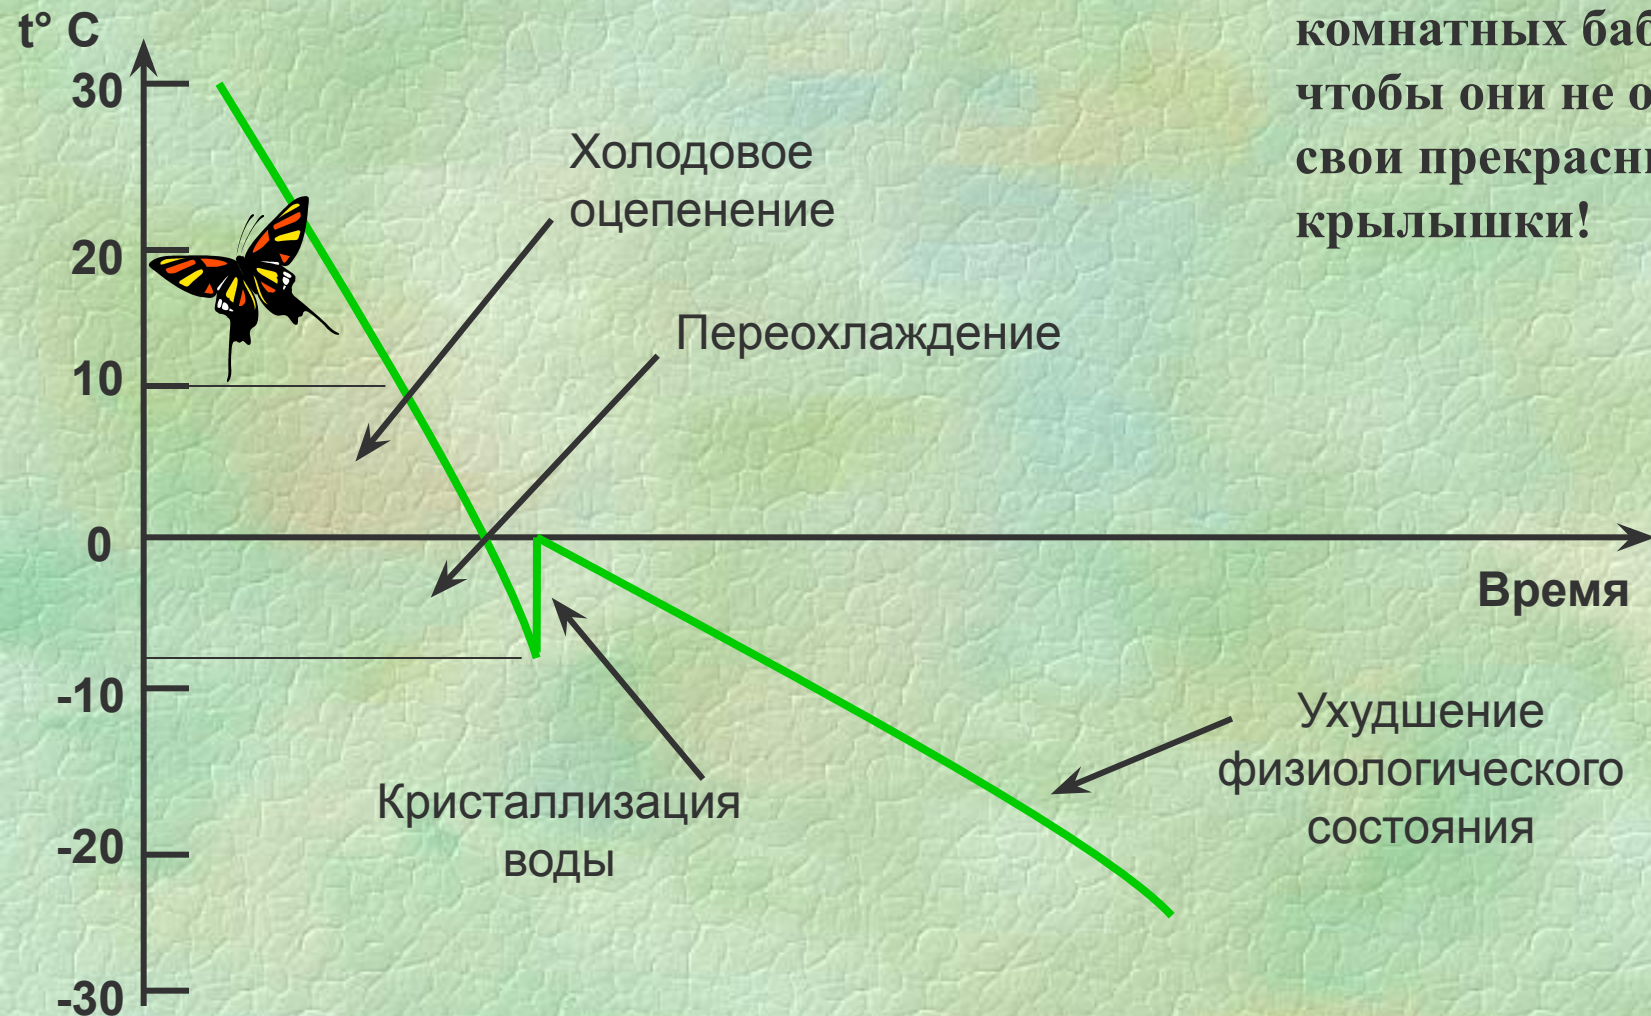 t° C
30
20
10
0
-10
-20
-30
комнатных
чтобы они не
свои
крылышки!
Холодовое
оцепенение
Переохлаждение
Время
Кристаллизация
воды
Ухудшение
физиологического
состояния